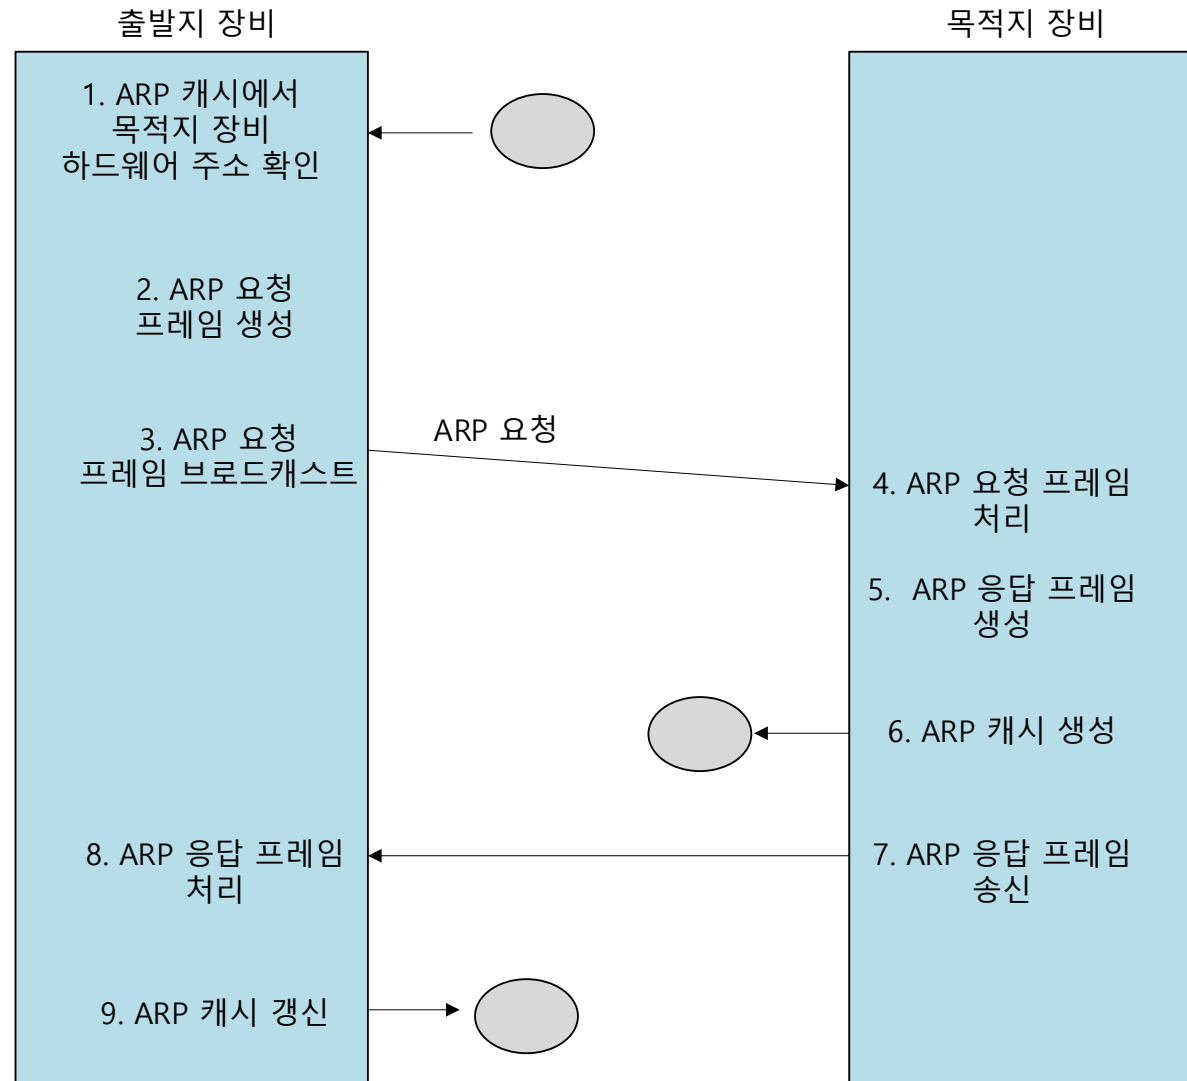 출발지 장비
목적지 장비
1. ARP 캐시에서
목적지 장비
하드웨어 주소 확인
2. ARP 요청
프레임 생성
3. ARP 요청
프레임 브로드캐스트
ARP 요청
4. ARP 요청 프레임
처리
5. ARP 응답 프레임
생성
6. ARP 캐시 생성
7. ARP 응답 프레임
송신
8. ARP 응답 프레임
처리
9. ARP 캐시 갱신